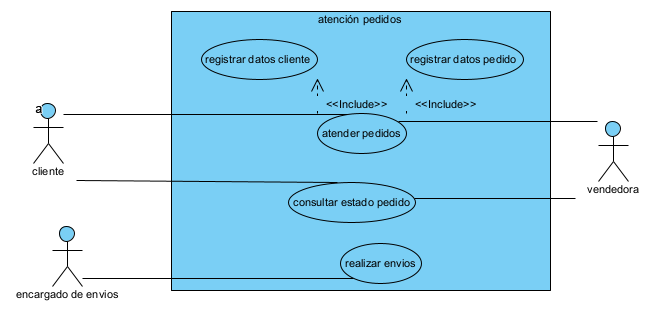 atención pedidos
registrar datos cliente
registrar datos pedido
<<Include>>
<<Include>>
a
atender pedidos
cliente
vendedora
consultar estado pedido
realizar envios
encargado de envios